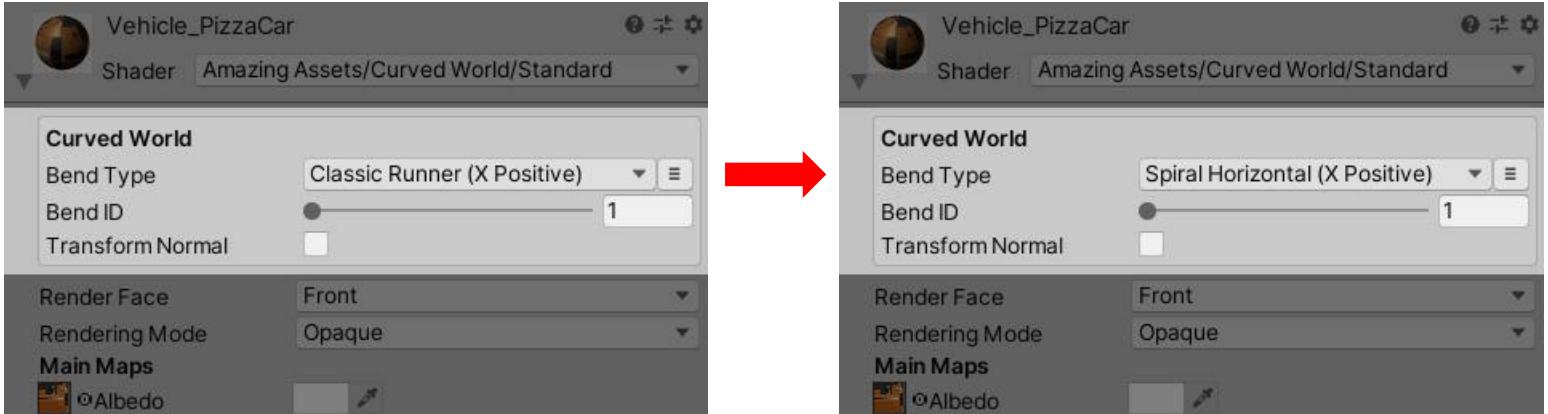 Vehicle_PizzaCar
Shader Amazing Assets/Curved World/Standard
Curved World
Bend Type Classic Runner (X Positive)
Bend ID 1
Transform Normal
Render Face Front
Rendering Mode Opaque
Main Maps
Albedo
Vehicle_PizzaCar
Shader Amazing Assets/Curved World/Standard
Curved World
Bend Type Spiral Horizontal (X Positive)
Bend ID 1
Transform Normal
Render Face Front
Rendering Mode Opaque
Main Maps
Albedo